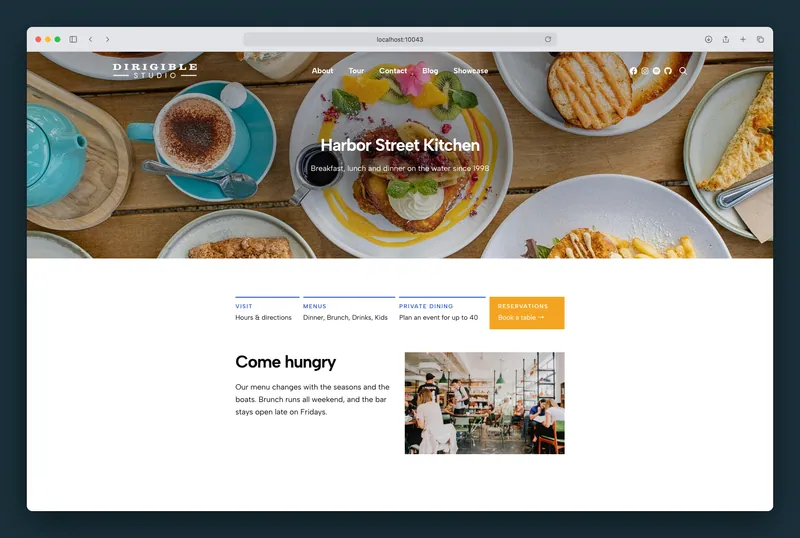 localhost:10043
DIRIGIBLE
STUDIO
About Tour Contact Blog Showcase
Harbor Street Kitchen
Breakfast, lunch and dinner on the water since 1998
VISIT
Hours & directions
MENUS
Dinner, Brunch, Drinks, Kids
PRIVATE DINING
Plan an event for up to 40
RESERVATIONS
Book a table →
Come hungry
Our menu changes with the seasons and the
boats. Brunch runs all weekend, and the bar
stays open late on Fridays.